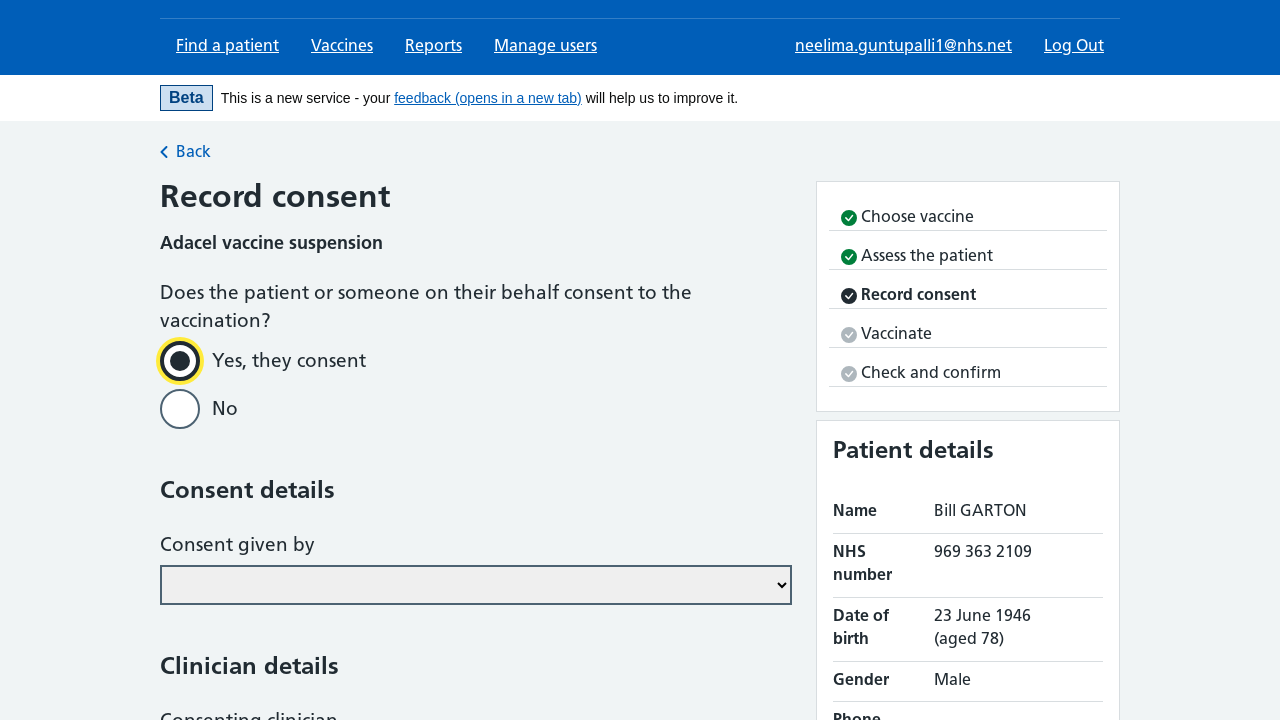 Find a patient
Vaccines
Reports
Manage users
neelima.guntupalli1@nhs.net
Log Out
Beta
This is a new service - your feedback (opens in a new tab) will help us to improve it.
Back
Record consent
Adacel vaccine suspension
Does the patient or someone on their behalf consent to the
vaccination?
Yes, they consent
No
Consent details
Consent given by
Clinician details
Consenting clinician
Choose vaccine
Assess the patient
Record consent
Vaccinate
Check and confirm
Patient details
Name Bill GARTON
NHS 969 363 2109
number
Date of 23 June 1946
birth (aged 78)
Gender Male
Phone